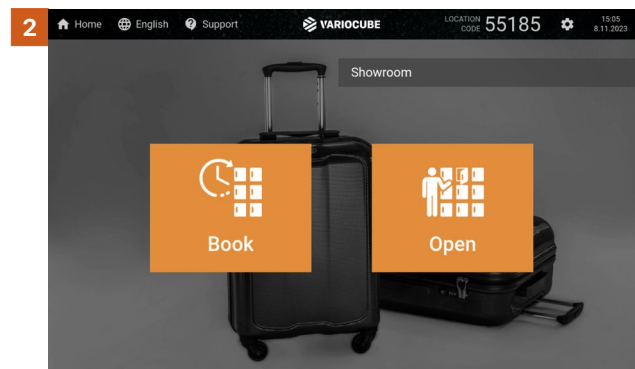 2
Home English Support VARIOCUBE LOCATION CODE 55185 15:05
8.11.2023
Showroom
Book Open